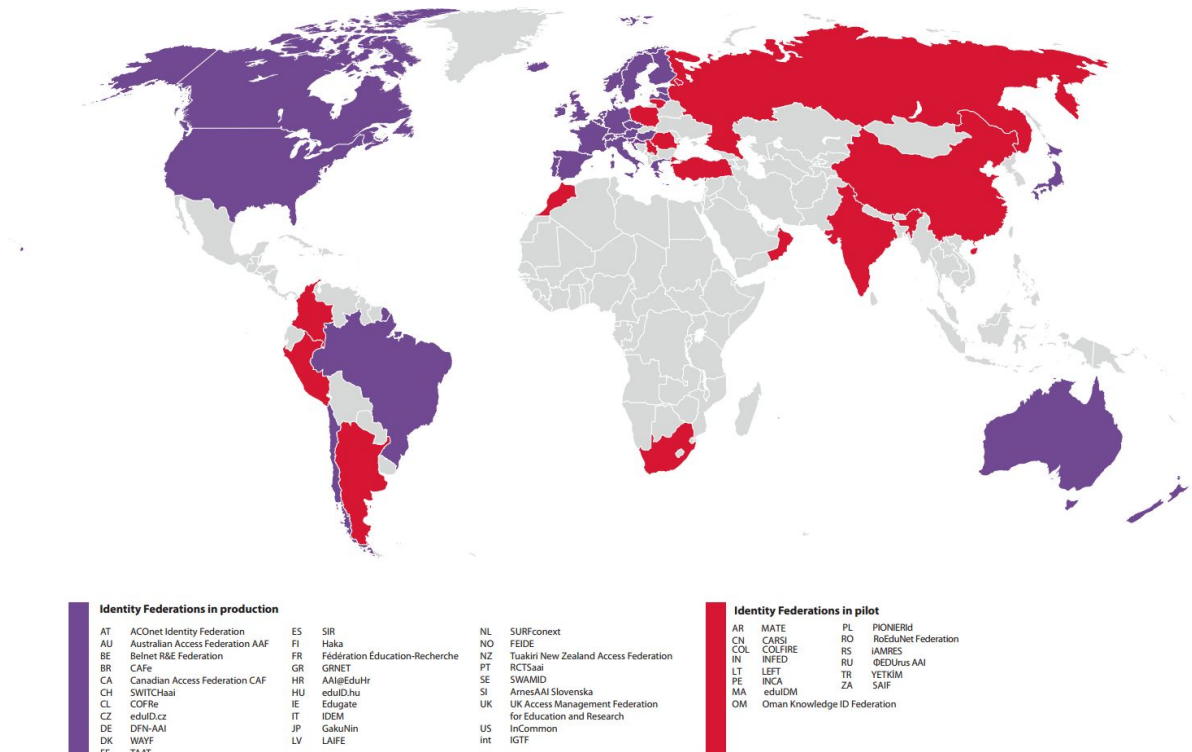 Identity Federations in production
AT ACOnet Identity Federation
AU Australian Access Federation AAF
BE Belnet R&E Federation
BR CAFe
CA Canadian Access Federation CAF
CH SWITCHaai
CL COFRe
CZ eduID.cz
DE DFN-AAI
DK WAYF
EE TAAT
ES SIR
FI Haka
FR Fédération Éducation-Recherche
GR GRNET
HR AAI@EduHr
HU eduID.hu
IE Edugate
IT IDEM
JP GakuNin
LV LAIFE
NL SURFconext
NO FEIDE
NZ Tuakiri New Zealand Access Federation
PT RCTSaai
SE SWAMID
SI ArnesAAI Slovenska
UK UK Access Management Federation
for Education and Research
US InCommon
int IGTF
Identity Federations in pilot
AR MATE
CN CARSI
COL COLFIRE
IN INFED
LT LEFT
PE INCA
MA eduIDM
OM Oman Knowledge ID Federation
PL PIONIERId
RO RoEduNet Federation
RS iAMRES
RU ФEDUrus AAI
TR YETKİM
ZA SAIF